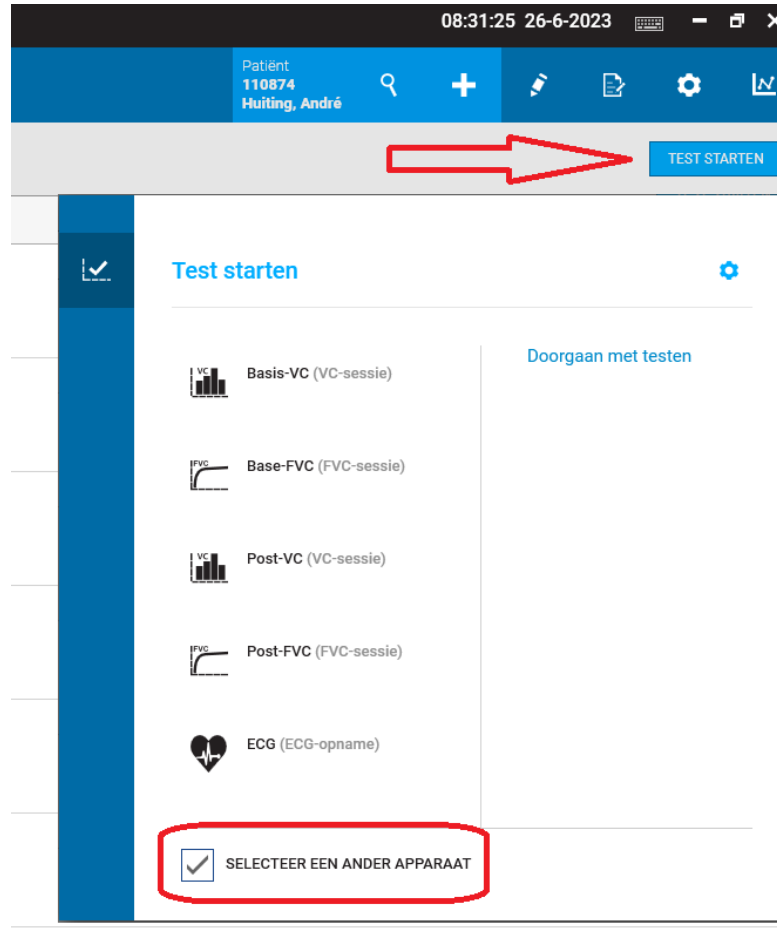 08:31:25 26-6-2023
Patiënt
110874
Huiting, André
TEST STARTEN
Test starten
Doorgaan met testen
VC
Basis-VC (VC-sessie)
FVC
Base-FVC (FVC-sessie)
VC
Post-VC (VC-sessie)
FVC
Post-FVC (FVC-sessie)
ECG (ECG-opname)
SELECTEER EEN ANDER APPARAAT